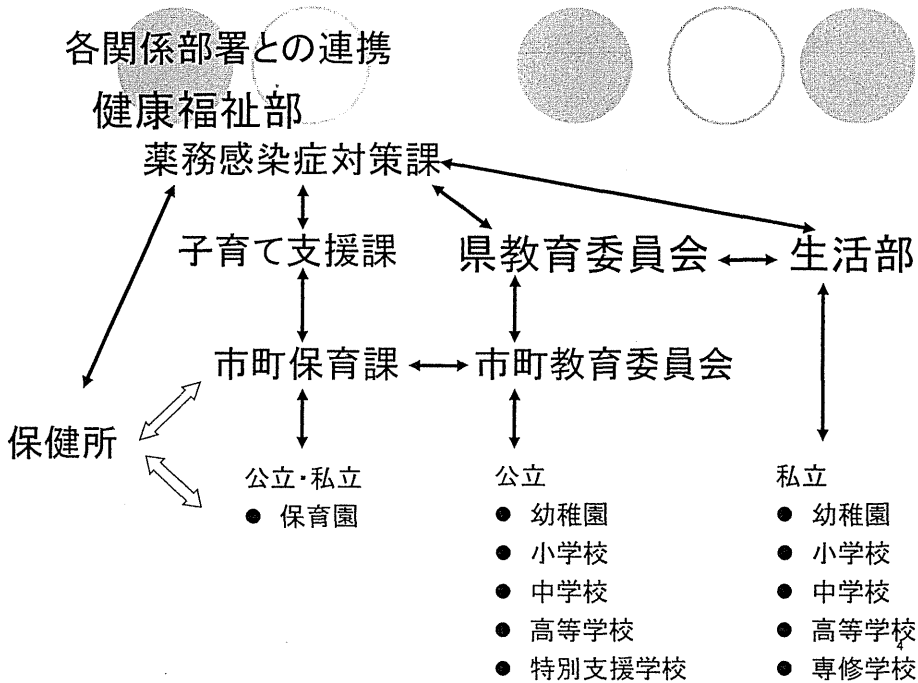 各関係部署との連携
健康福祉部
薬務感染症対策課
子育て支援課
県教育委員会
生活部
市町保育課
市町教育委員会
保健所
公立・私立
● 保育園
公立
● 幼稚園
● 小学校
● 中学校
● 高等学校
● 特別支援学校
私立
● 幼稚園
● 小学校
● 中学校
● 高等学校
● 専修学校
4